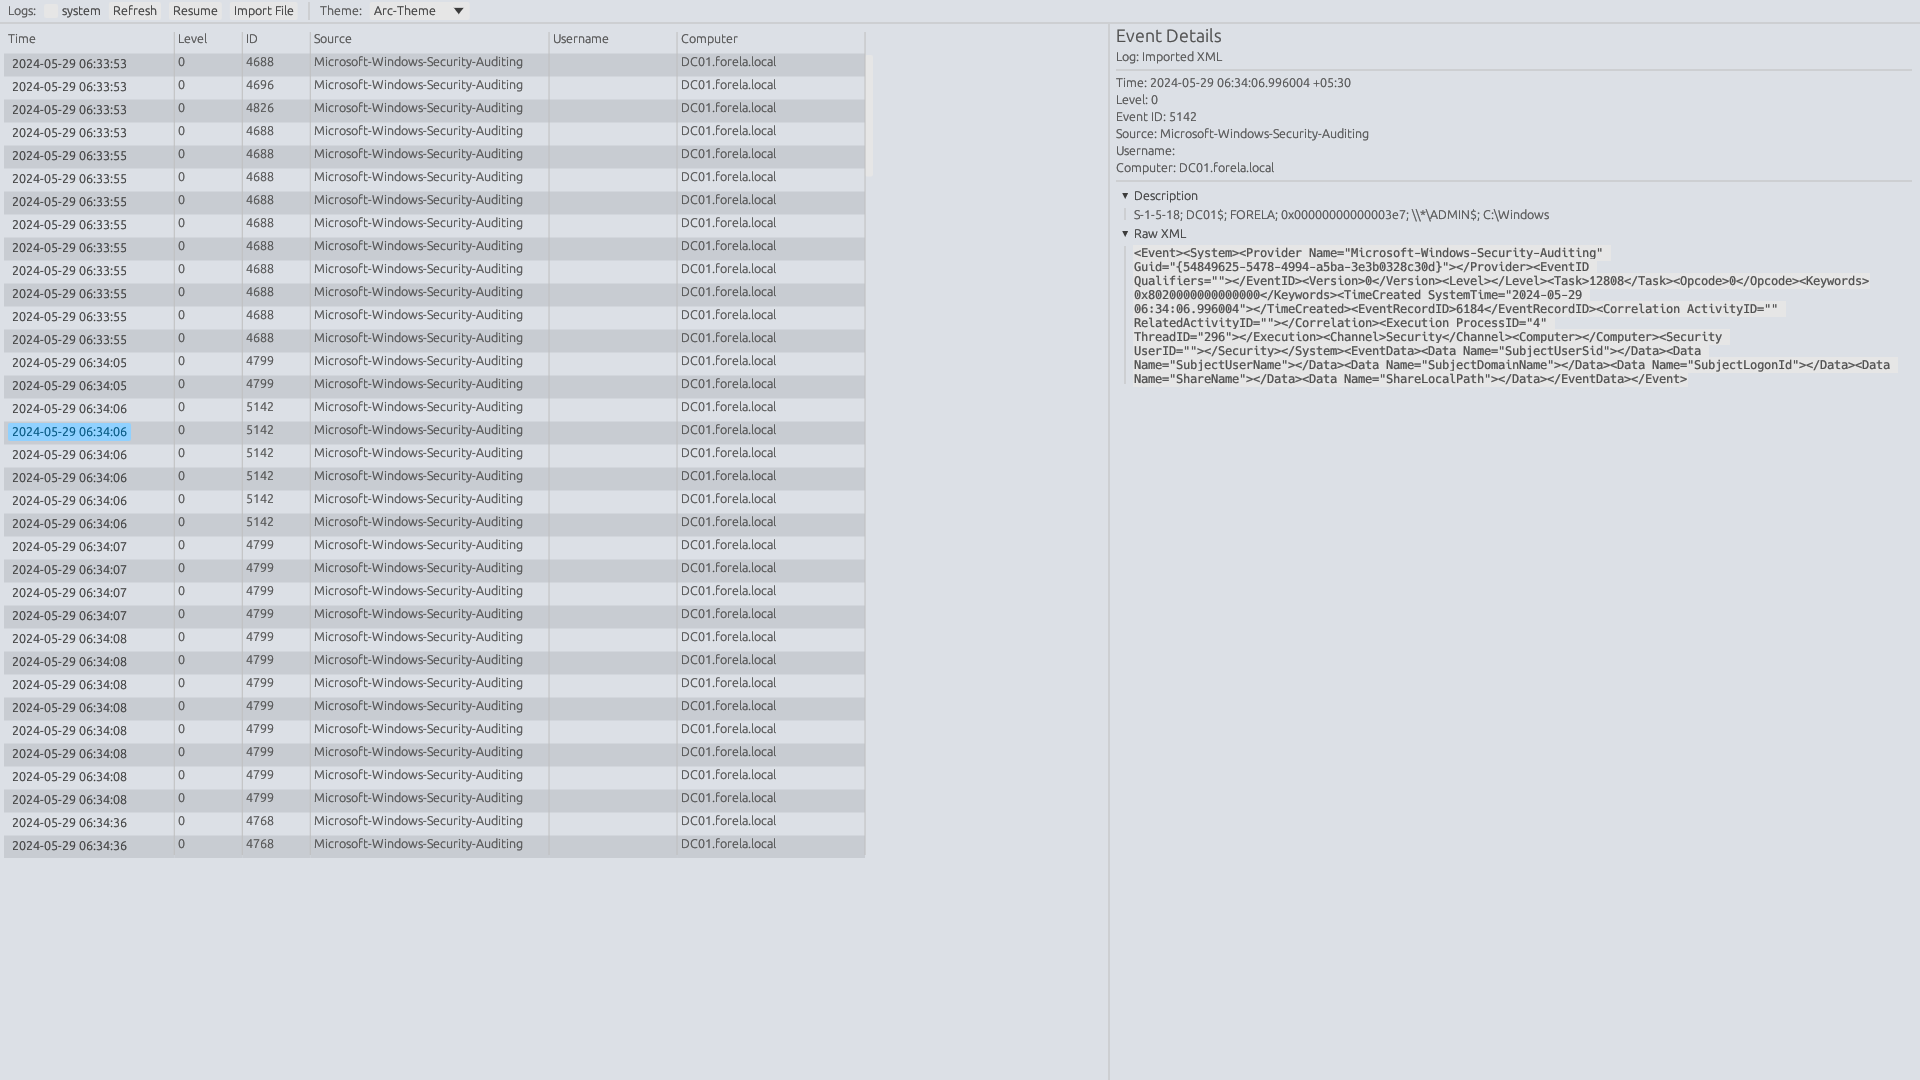 Logs: system Refresh Resume Import File Theme: Arc-Theme
Time Level ID Source Username Computer
2024-05-29 06:33:53 0 4688 Microsoft-Windows-Security-Auditing DC01.forela.local
2024-05-29 06:33:53 0 4696 Microsoft-Windows-Security-Auditing DC01.forela.local
2024-05-29 06:33:53 0 4826 Microsoft-Windows-Security-Auditing DC01.forela.local
2024-05-29 06:33:53 0 4688 Microsoft-Windows-Security-Auditing DC01.forela.local
2024-05-29 06:33:55 0 4688 Microsoft-Windows-Security-Auditing DC01.forela.local
2024-05-29 06:33:55 0 4688 Microsoft-Windows-Security-Auditing DC01.forela.local
2024-05-29 06:33:55 0 4688 Microsoft-Windows-Security-Auditing DC01.forela.local
2024-05-29 06:33:55 0 4688 Microsoft-Windows-Security-Auditing DC01.forela.local
2024-05-29 06:33:55 0 4688 Microsoft-Windows-Security-Auditing DC01.forela.local
2024-05-29 06:33:55 0 4688 Microsoft-Windows-Security-Auditing DC01.forela.local
2024-05-29 06:33:55 0 4688 Microsoft-Windows-Security-Auditing DC01.forela.local
2024-05-29 06:33:55 0 4688 Microsoft-Windows-Security-Auditing DC01.forela.local
2024-05-29 06:33:55 0 4688 Microsoft-Windows-Security-Auditing DC01.forela.local
2024-05-29 06:34:05 0 4799 Microsoft-Windows-Security-Auditing DC01.forela.local
2024-05-29 06:34:05 0 4799 Microsoft-Windows-Security-Auditing DC01.forela.local
2024-05-29 06:34:06 0 5142 Microsoft-Windows-Security-Auditing DC01.forela.local
2024-05-29 06:34:06 0 5142 Microsoft-Windows-Security-Auditing DC01.forela.local
2024-05-29 06:34:06 0 5142 Microsoft-Windows-Security-Auditing DC01.forela.local
2024-05-29 06:34:06 0 5142 Microsoft-Windows-Security-Auditing DC01.forela.local
2024-05-29 06:34:06 0 5142 Microsoft-Windows-Security-Auditing DC01.forela.local
2024-05-29 06:34:06 0 5142 Microsoft-Windows-Security-Auditing DC01.forela.local
2024-05-29 06:34:07 0 4799 Microsoft-Windows-Security-Auditing DC01.forela.local
2024-05-29 06:34:07 0 4799 Microsoft-Windows-Security-Auditing DC01.forela.local
2024-05-29 06:34:07 0 4799 Microsoft-Windows-Security-Auditing DC01.forela.local
2024-05-29 06:34:07 0 4799 Microsoft-Windows-Security-Auditing DC01.forela.local
2024-05-29 06:34:08 0 4799 Microsoft-Windows-Security-Auditing DC01.forela.local
2024-05-29 06:34:08 0 4799 Microsoft-Windows-Security-Auditing DC01.forela.local
2024-05-29 06:34:08 0 4799 Microsoft-Windows-Security-Auditing DC01.forela.local
2024-05-29 06:34:08 0 4799 Microsoft-Windows-Security-Auditing DC01.forela.local
2024-05-29 06:34:08 0 4799 Microsoft-Windows-Security-Auditing DC01.forela.local
2024-05-29 06:34:08 0 4799 Microsoft-Windows-Security-Auditing DC01.forela.local
2024-05-29 06:34:08 0 4799 Microsoft-Windows-Security-Auditing DC01.forela.local
2024-05-29 06:34:08 0 4799 Microsoft-Windows-Security-Auditing DC01.forela.local
2024-05-29 06:34:36 0 4768 Microsoft-Windows-Security-Auditing DC01.forela.local
2024-05-29 06:34:36 0 4768 Microsoft-Windows-Security-Auditing DC01.forela.local
Event Details
Log: Imported XML
Time: 2024-05-29 06:34:06.996004 +05:30
Level: 0
Event ID: 5142
Source: Microsoft-Windows-Security-Auditing
Username:
Computer: DC01.forela.local
Description
S-1-5-18; DC01$; FORELA; 0x00000000000003e7; \\*\ADMIN$; C:\Windows
Raw XML
<Event><System><Provider Name="Microsoft-Windows-Security-Auditing"
Guid="{54849625-5478-4994-a5ba-3e3b0328c30d}"></Provider><EventID
Qualifiers=""></EventID><Version>0</Version><Level></Level><Task>12808</Task><Opcode>0</Opcode><Keywords>
0x8020000000000000</Keywords><TimeCreated SystemTime="2024-05-29
06:34:06.996004"></TimeCreated><EventRecordID>6184</EventRecordID><Correlation ActivityID=""
RelatedActivityID=""></Correlation><Execution ProcessID="4"
ThreadID="296"></Execution><Channel>Security</Channel><Computer></Computer><Security
UserID=""></Security></System><EventData><Data Name="SubjectUserSid"></Data><Data
Name="SubjectUserName"></Data><Data Name="SubjectDomainName"></Data><Data Name="SubjectLogonId"></Data><Data
Name="ShareName"></Data><Data Name="ShareLocalPath"></Data></EventData></Event>